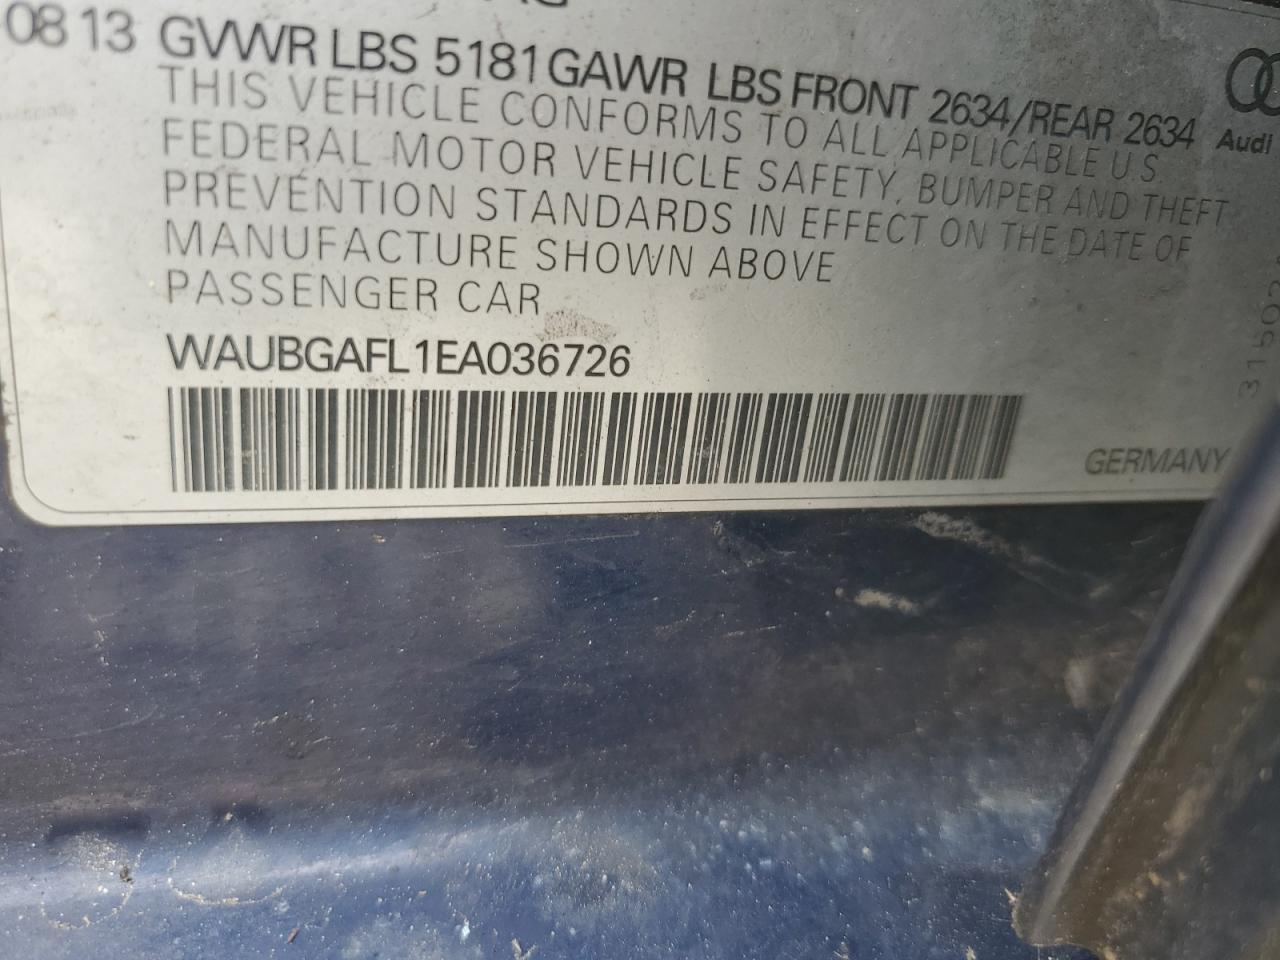 08 13 GVWR LBS 5181 GAWR LBS FRONT 2634/REAR 2634
Audi
THIS VEHICLE CONFORMS TO ALL APPLICABLE U.S.
FEDERAL MOTOR VEHICLE SAFETY, BUMPER AND THEFT
PREVENTION STANDARDS IN EFFECT ON THE DATE OF
MANUFACTURE SHOWN ABOVE
PASSENGER CAR
WAUBGAFL1EA036726
GERMANY